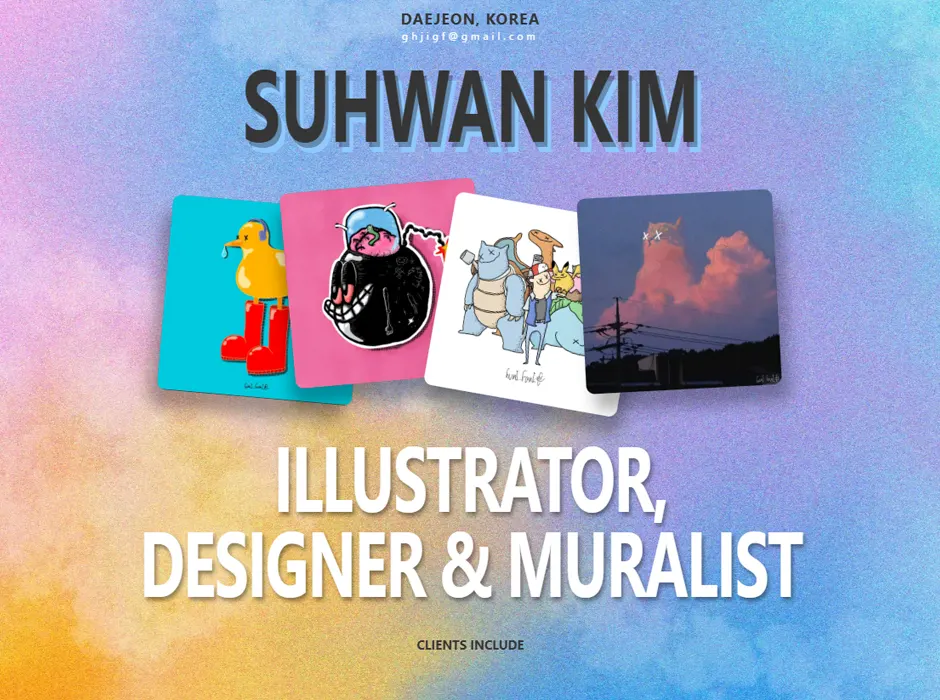 DAEJEON, KOREA
ghjigf@gmail.com
SUHWAN KIM
ILLUSTRATOR,
DESIGNER & MURALIST
CLIENTS INCLUDE